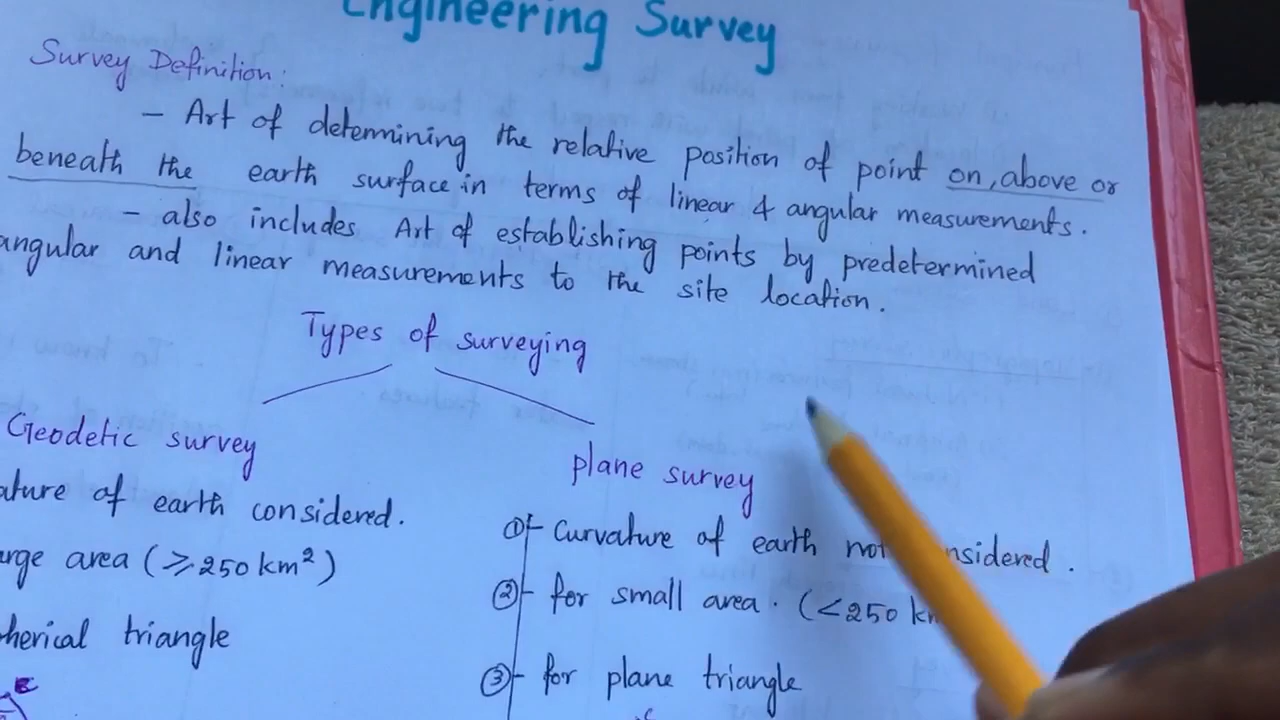 Engineering Survey
Survey Definition:
- Art of determining the relative position of point on, above or
beneath the earth surface in terms of linear & angular measurements.
- also includes Art of establishing points by predetermined
angular and linear measurements to the site location.
Types of surveying
Geodetic survey
ature of earth considered.
arge area (⩾250 km²)
herical triangle
plane survey
① - Curvature of earth not nsidered.
② - for small area. (<250 k
③ - for plane triangle